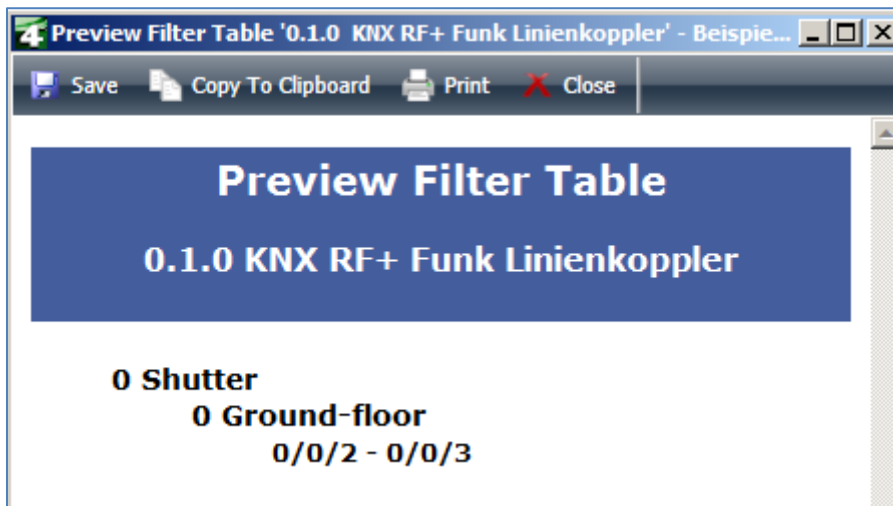 4 Preview Filter Table '0.1.0 KNX RF+ Funk Linienkoppler' - Beispie...
Save Copy To Clipboard Print Close
Preview Filter Table
0.1.0 KNX RF+ Funk Linienkoppler
0 Shutter
0 Ground-floor
0/0/2 - 0/0/3